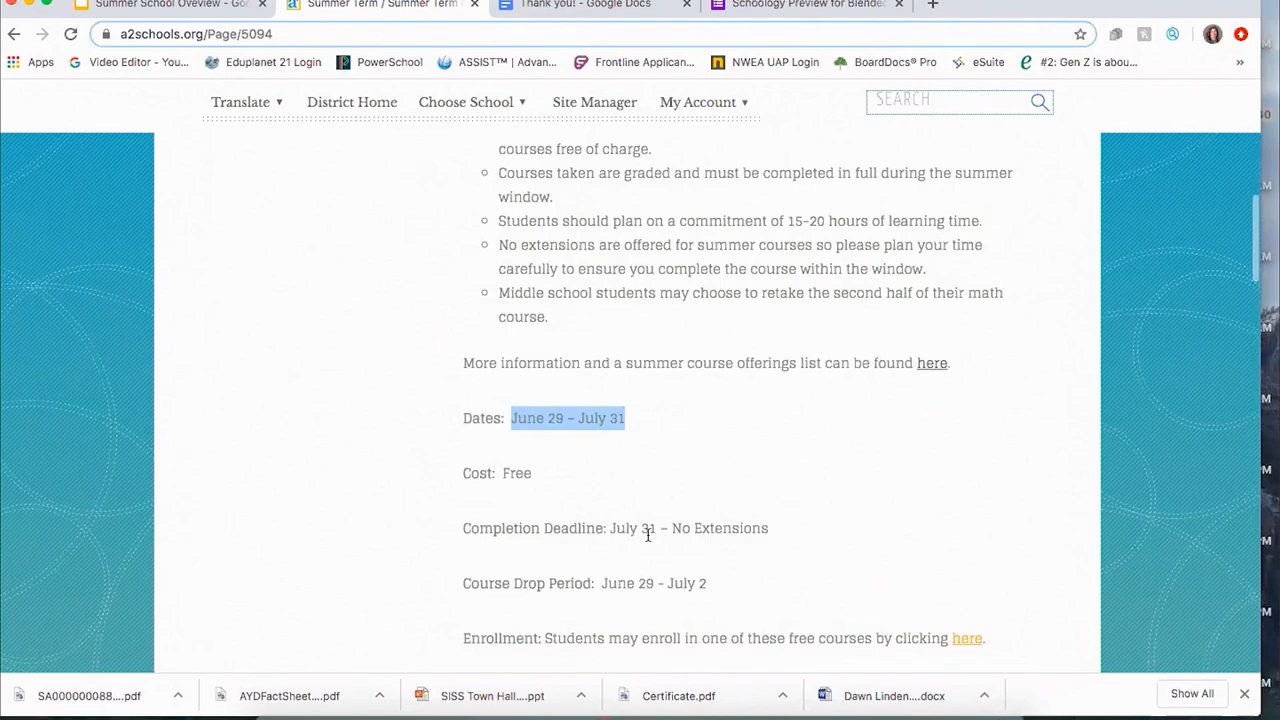 Summer School Oveview - Goo
Summer Term / Summer Term
Thank you! - Google Docs
Schoology Preview for Blende
a2schools.org/Page/5094
Apps
Video Editor - You...
Eduplanet 21 Login
PowerSchool
ASSIST™ | Advan...
Frontline Applican...
NWEA UAP Login
BoardDocs® Pro
eSuite
#2: Gen Z is abou...
»
Translate
District Home
Choose School
Site Manager
My Account
SEARCH
courses free of charge.
Courses taken are graded and must be completed in full during the summer
window.
Students should plan on a commitment of 15-20 hours of learning time.
No extensions are offered for summer courses so please plan your time
carefully to ensure you complete the course within the window.
Middle school students may choose to retake the second half of their math
course.
More information and a summer course offerings list can be found here.
Dates: June 29 – July 31
Cost: Free
Completion Deadline: July 31 – No Extensions
Course Drop Period: June 29 - July 2
Enrollment: Students may enroll in one of these free courses by clicking here.
SA000000088....pdf
AYDFactSheet....pdf
SISS Town Hall....ppt
Certificate.pdf
Dawn Linden....docx
Show All